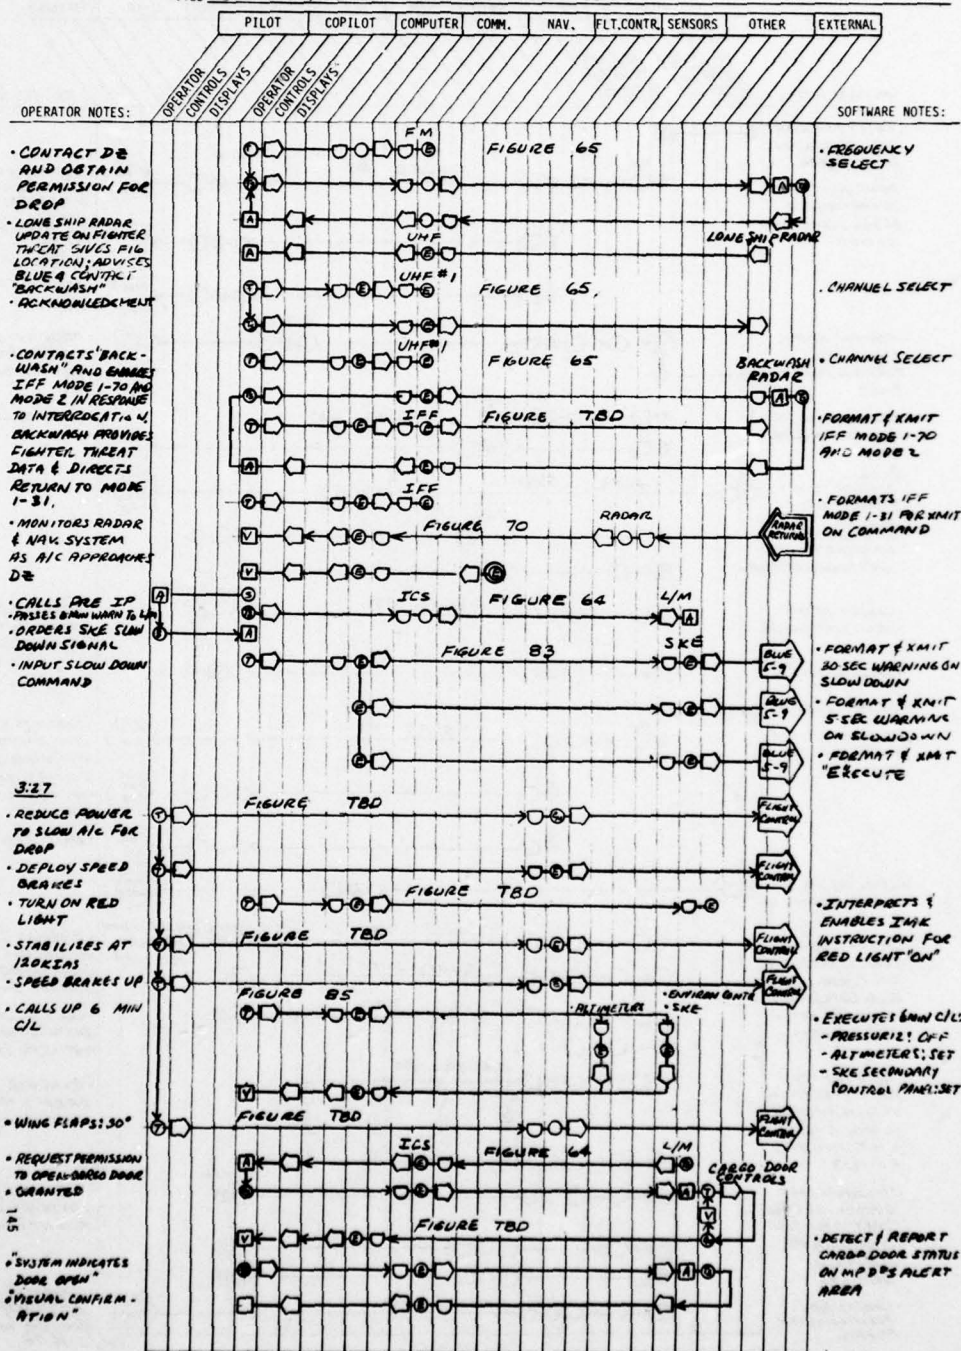 PILOT COPILOT COMPUTER COMM. NAV. FLT.CONTR. SENSORS OTHER EXTERNAL
OPERATOR
CONTROLS
DISPLAYS
OPERATOR
CONTROLS
DISPLAYS
OPERATOR NOTES:
SOFTWARE NOTES:
• CONTACT DZ
AND OBTAIN
PERMISSION FOR
DROP
• LONE SHIP RADAR
UPDATE ON FIGHTER
THREAT GIVES F16
LOCATION; ADVISES
BLUE 4 CONTACT
"BACKWASH"
• ACKNOWLEDGMENT
• CONTACTS "BACK-
WASH" AND ENABLES
IFF MODE 1-70 AND
MODE 2 IN RESPONSE
TO INTERROGATION.
BACKWASH PROVIDES
FIGHTER THREAT
DATA & DIRECTS
RETURN TO MODE
1-31.
• MONITORS RADAR
& NAV. SYSTEM
AS A/C APPROACHES
DZ
• CALLS PRE IP
• PASSES 6 MIN WARN TO L/M
• ORDERS SKE SLOW
DOWN SIGNAL
• INPUT SLOW DOWN
COMMAND
3:27
• REDUCE POWER
TO SLOW A/C FOR
DROP
• DEPLOY SPEED
BRAKES
• TURN ON RED
LIGHT
• STABILIZES AT
120KIAS
• SPEED BRAKES UP
• CALLS UP 6 MIN
C/L
• WING FLAPS: 30°
• REQUEST PERMISSION
TO OPEN CARGO DOOR
• GRANTED
145
"SYSTEM INDICATES
DOOR OPEN"
"VISUAL CONFIRM-
ATION"
FM
FIGURE 65
UHF
LONE SHIP RADAR
UHF #1
FIGURE 65.
UHF#1
FIGURE 65
BACKWASH
RADAR
IFF
FIGURE TBD
IFF
FIGURE 70
RADAR
RADAR
RETURNS
ICS
FIGURE 64
L/M
FIGURE 83
SKE
BLUE
5-9
BLUE
5-9
BLUE
5-9
FIGURE TBD
FLIGHT
CONTROL
FLIGHT
CONTROL
FIGURE TBD
FIGURE TBD
FLIGHT
CONTROL
FLIGHT
CONTROL
FIGURE 85
• ALTIMETERS
• ENVIRON CONTR
• SKE
FIGURE TBD
FLIGHT
CONTROL
ICS
FIGURE 64
L/M
CARGO DOOR
CONTROLS
FIGURE TBD
• FREQUENCY
SELECT
. CHANNEL SELECT
• CHANNEL SELECT
• FORMAT & XMIT
IFF MODE 1-70
AND MODE 2
• FORMATS IFF
MODE 1-31 FOR XMIT
ON COMMAND
• FORMAT & XMIT
30 SEC WARNING ON
SLOWDOWN
• FORMAT & XMIT
5 SEC WARNING
ON SLOWDOWN
• FORMAT & XMIT
"EXECUTE
• INTERPRETS &
ENABLES IMK
INSTRUCTION FOR
RED LIGHT "ON"
• EXECUTES 6MIN C/L:
- PRESSURIZ: OFF
- ALTIMETERS: SET
- SKE SECONDARY
CONTROL PANEL: SET
• DETECT & REPORT
CARGO DOOR STATUS
ON MPD'S ALERT
AREA